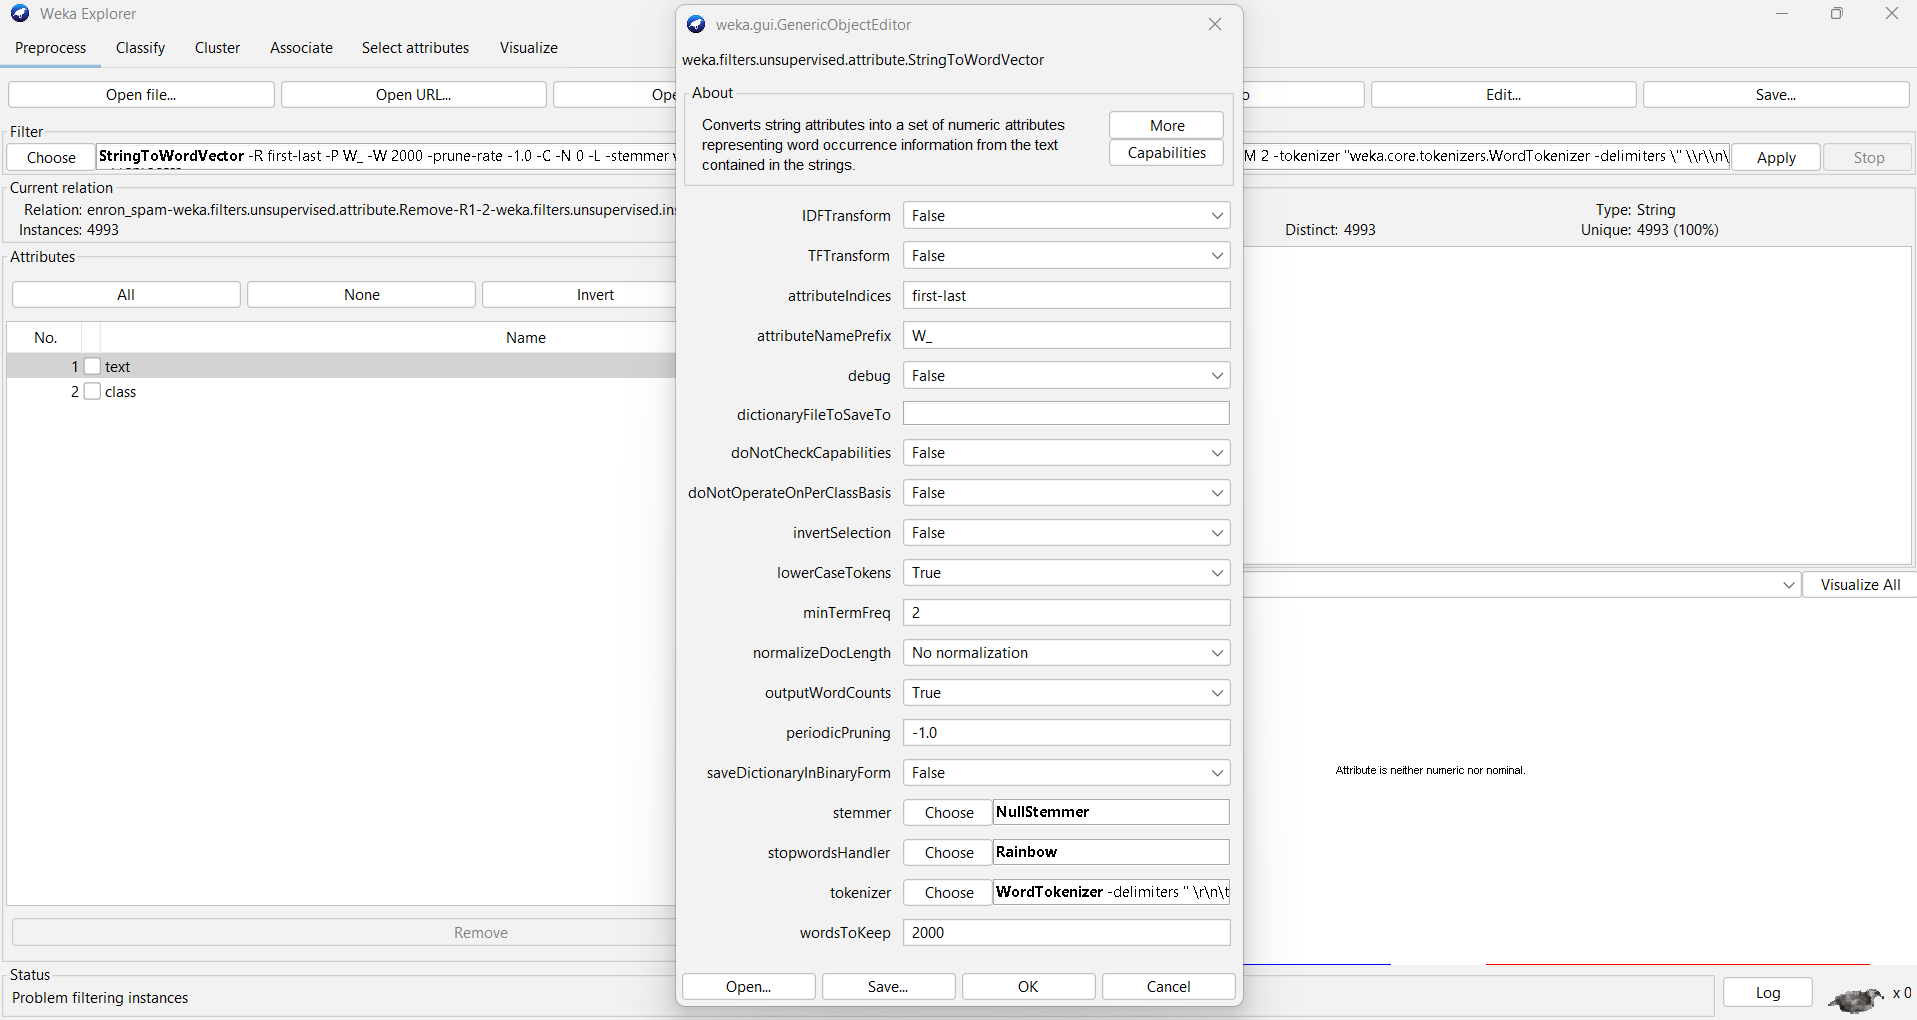 Weka Explorer
Preprocess Classify Cluster Associate Select attributes Visualize
Open file... Open URL... Edit... Save...
Filter
Choose StringToWordVector -R first-last -P W_ -W 2000 -prune-rate -1.0 -C -N 0 -L -stemmer M 2 -tokenizer "weka.core.tokenizers.WordTokenizer -delimiters \" \\r\\n\ Apply Stop
Current relation
Relation: enron_spam-weka.filters.unsupervised.attribute.Remove-R1-2-weka.filters.unsupervised.in
Instances: 4993
Type: String
Distinct: 4993 Unique: 4993 (100%)
Attributes
All None Invert
No. Name
1 text
2 class
Remove
Visualize All
Attribute is neither numeric nor nominal.
Status
Problem filtering instances
Log x 0
weka.gui.GenericObjectEditor
weka.filters.unsupervised.attribute.StringToWordVector
About
Converts string attributes into a set of numeric attributes
representing word occurrence information from the text
contained in the strings.
More
Capabilities
IDFTransform False
TFTransform False
attributeIndices first-last
attributeNamePrefix W_
debug False
dictionaryFileToSaveTo
doNotCheckCapabilities False
doNotOperateOnPerClassBasis False
invertSelection False
lowerCaseTokens True
minTermFreq 2
normalizeDocLength No normalization
outputWordCounts True
periodicPruning -1.0
saveDictionaryInBinaryForm False
stemmer Choose NullStemmer
stopwordsHandler Choose Rainbow
tokenizer Choose WordTokenizer -delimiters " \r\n\t
wordsToKeep 2000
Open... Save... OK Cancel